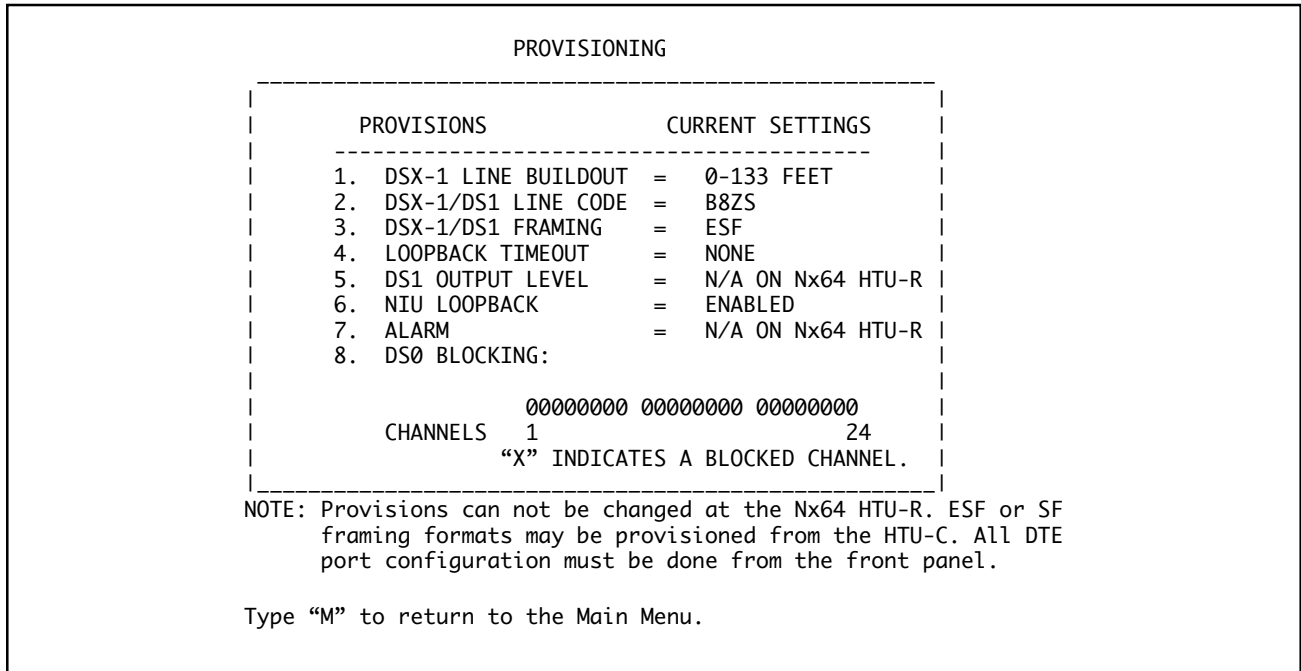 PROVISIONING
PROVISIONS CURRENT SETTINGS
-------------------------------------------
1. DSX-1 LINE BUILDOUT = 0-133 FEET
2. DSX-1/DS1 LINE CODE = B8ZS
3. DSX-1/DS1 FRAMING = ESF
4. LOOPBACK TIMEOUT = NONE
5. DS1 OUTPUT LEVEL = N/A ON Nx64 HTU-R
6. NIU LOOPBACK = ENABLED
7. ALARM = N/A ON Nx64 HTU-R
8. DS0 BLOCKING:
00000000 00000000 00000000
CHANNELS 1 24
“X” INDICATES A BLOCKED CHANNEL.
NOTE: Provisions can not be changed at the Nx64 HTU-R. ESF or SF
framing formats may be provisioned from the HTU-C. All DTE
port configuration must be done from the front panel.
Type “M” to return to the Main Menu.